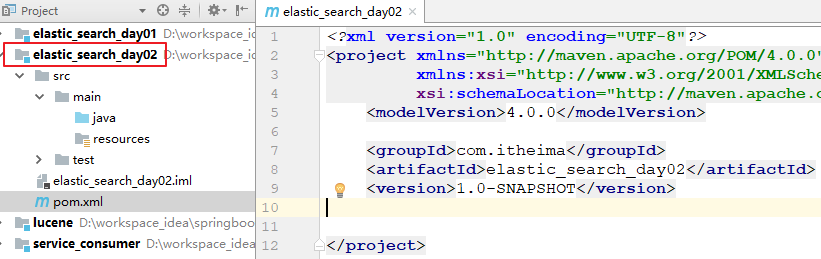 Project
elastic_search_day01 D:\workspace_id
elastic_search_day02 D:\workspace_id
src
main
java
resources
test
elastic_search_day02.iml
pom.xml
lucene D:\workspace_idea\springboo
service_consumer D:\workspace_idea
elastic_search_day02
1 <?xml version="1.0" encoding="UTF-8"?>
2 <project xmlns="http://maven.apache.org/POM/4.0.0"
3 xmlns:xsi="http://www.w3.org/2001/XMLSche
4 xsi:schemaLocation="http://maven.apache.o
5 <modelVersion>4.0.0</modelVersion>
6
7 <groupId>com.itheima</groupId>
8 <artifactId>elastic_search_day02</artifactId>
9 <version>1.0-SNAPSHOT</version>
10
11
12 </project>